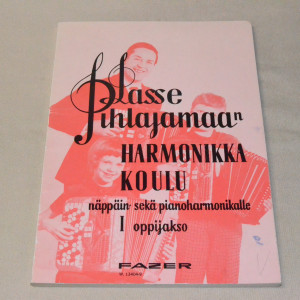 Lasse
Pihlajamaan
HARMONIKKA
KOULU
näppäin- sekä pianoharmonikalle
I oppijakso
FAZER